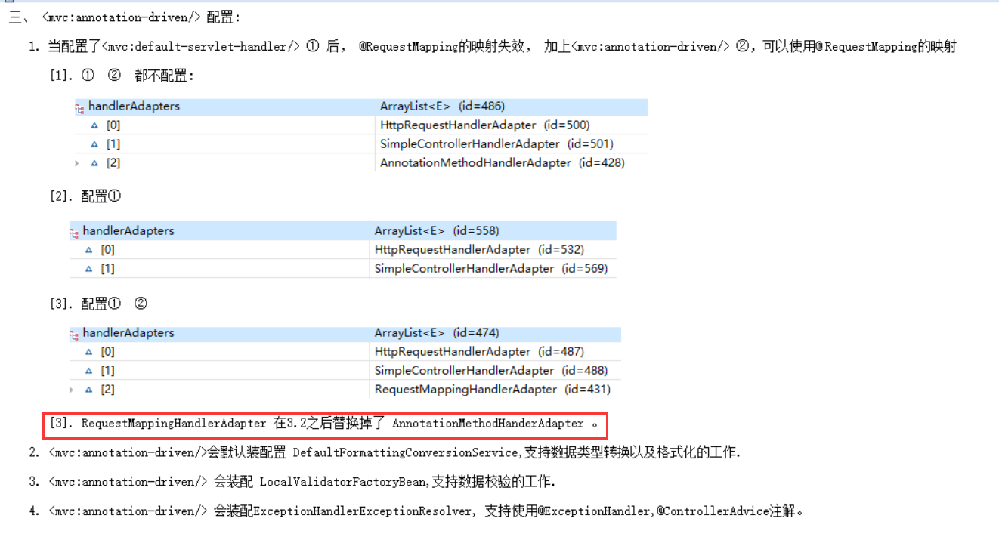 三、 <mvc:annotation-driven/> 配置:
1. 当配置了<mvc:default-servlet-handler/> ① 后， @RequestMapping的映射失效， 加上<mvc:annotation-driven/> ②，可以使用@RequestMapping的映射
[1]. ① ② 都不配置:
handlerAdapters ArrayList<E> (id=486)
[0] HttpRequestHandlerAdapter (id=500)
[1] SimpleControllerHandlerAdapter (id=501)
[2] AnnotationMethodHandlerAdapter (id=428)
[2]. 配置①
handlerAdapters ArrayList<E> (id=558)
[0] HttpRequestHandlerAdapter (id=532)
[1] SimpleControllerHandlerAdapter (id=569)
[3]. 配置① ②
handlerAdapters ArrayList<E> (id=474)
[0] HttpRequestHandlerAdapter (id=487)
[1] SimpleControllerHandlerAdapter (id=488)
[2] RequestMappingHandlerAdapter (id=431)
[3]. RequestMappingHandlerAdapter 在3.2之后替换掉了 AnnotationMethodHanderAdapter 。
2. <mvc:annotation-driven/>会默认装配置 DefaultFormattingConversionService,支持数据类型转换以及格式化的工作.
3. <mvc:annotation-driven/> 会装配 LocalValidatorFactoryBean,支持数据校验的工作.
4. <mvc:annotation-driven/> 会装配ExceptionHandlerExceptionResolver, 支持使用@ExceptionHandler,@ControllerAdvice注解。